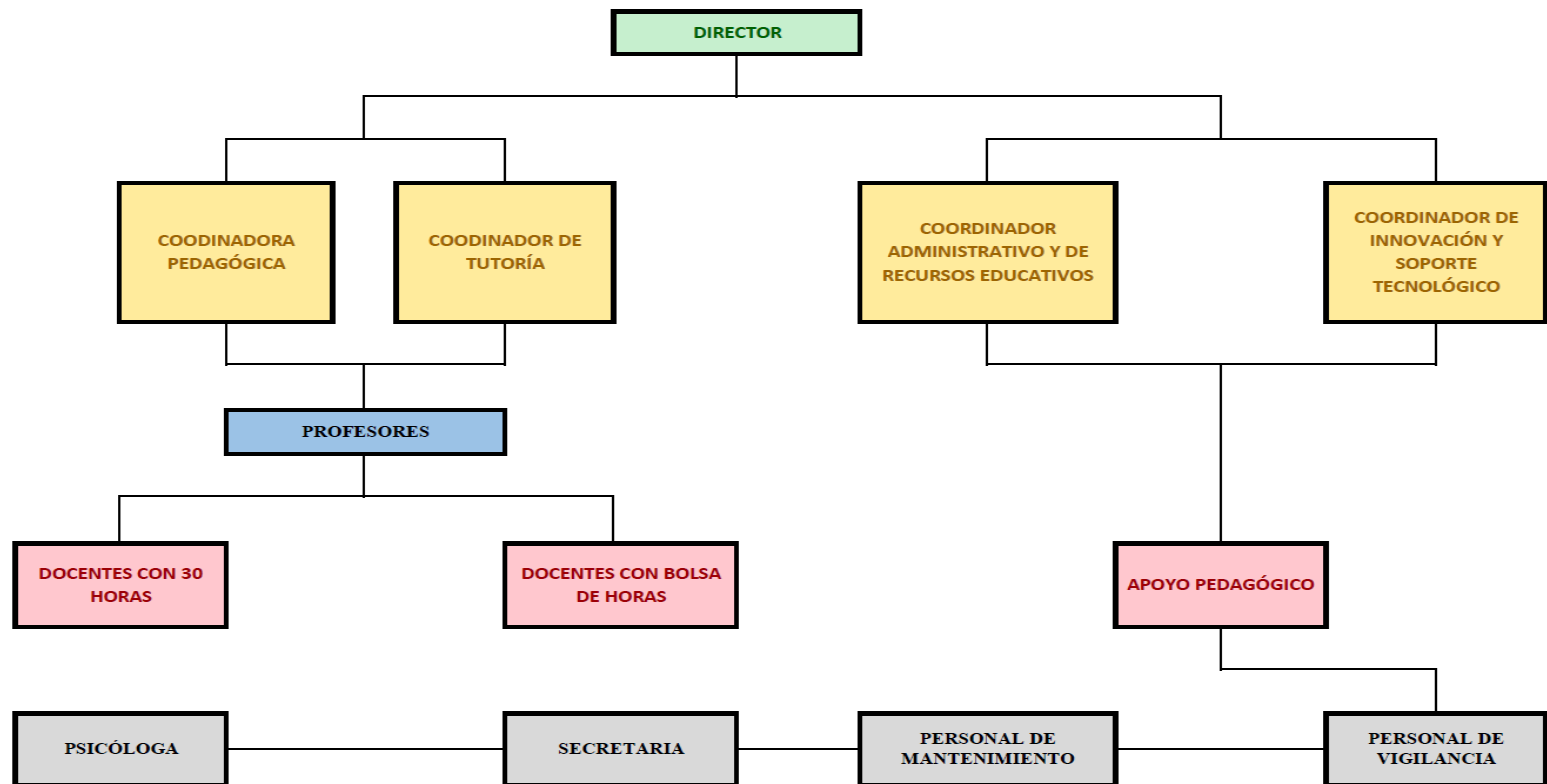 DIRECTOR
COODINADORA
PEDAGÓGICA
COODINADOR DE
TUTORÍA
COORDINADOR
ADMINISTRATIVO Y DE
RECURSOS EDUCATIVOS
COORDINADOR DE
INNOVACIÓN Y
SOPORTE
TECNOLÓGICO
PROFESORES
DOCENTES CON 30
HORAS
DOCENTES CON BOLSA
DE HORAS
APOYO PEDAGÓGICO
PSICÓLOGA
SECRETARIA
PERSONAL DE
MANTENIMIENTO
PERSONAL DE
VIGILANCIA